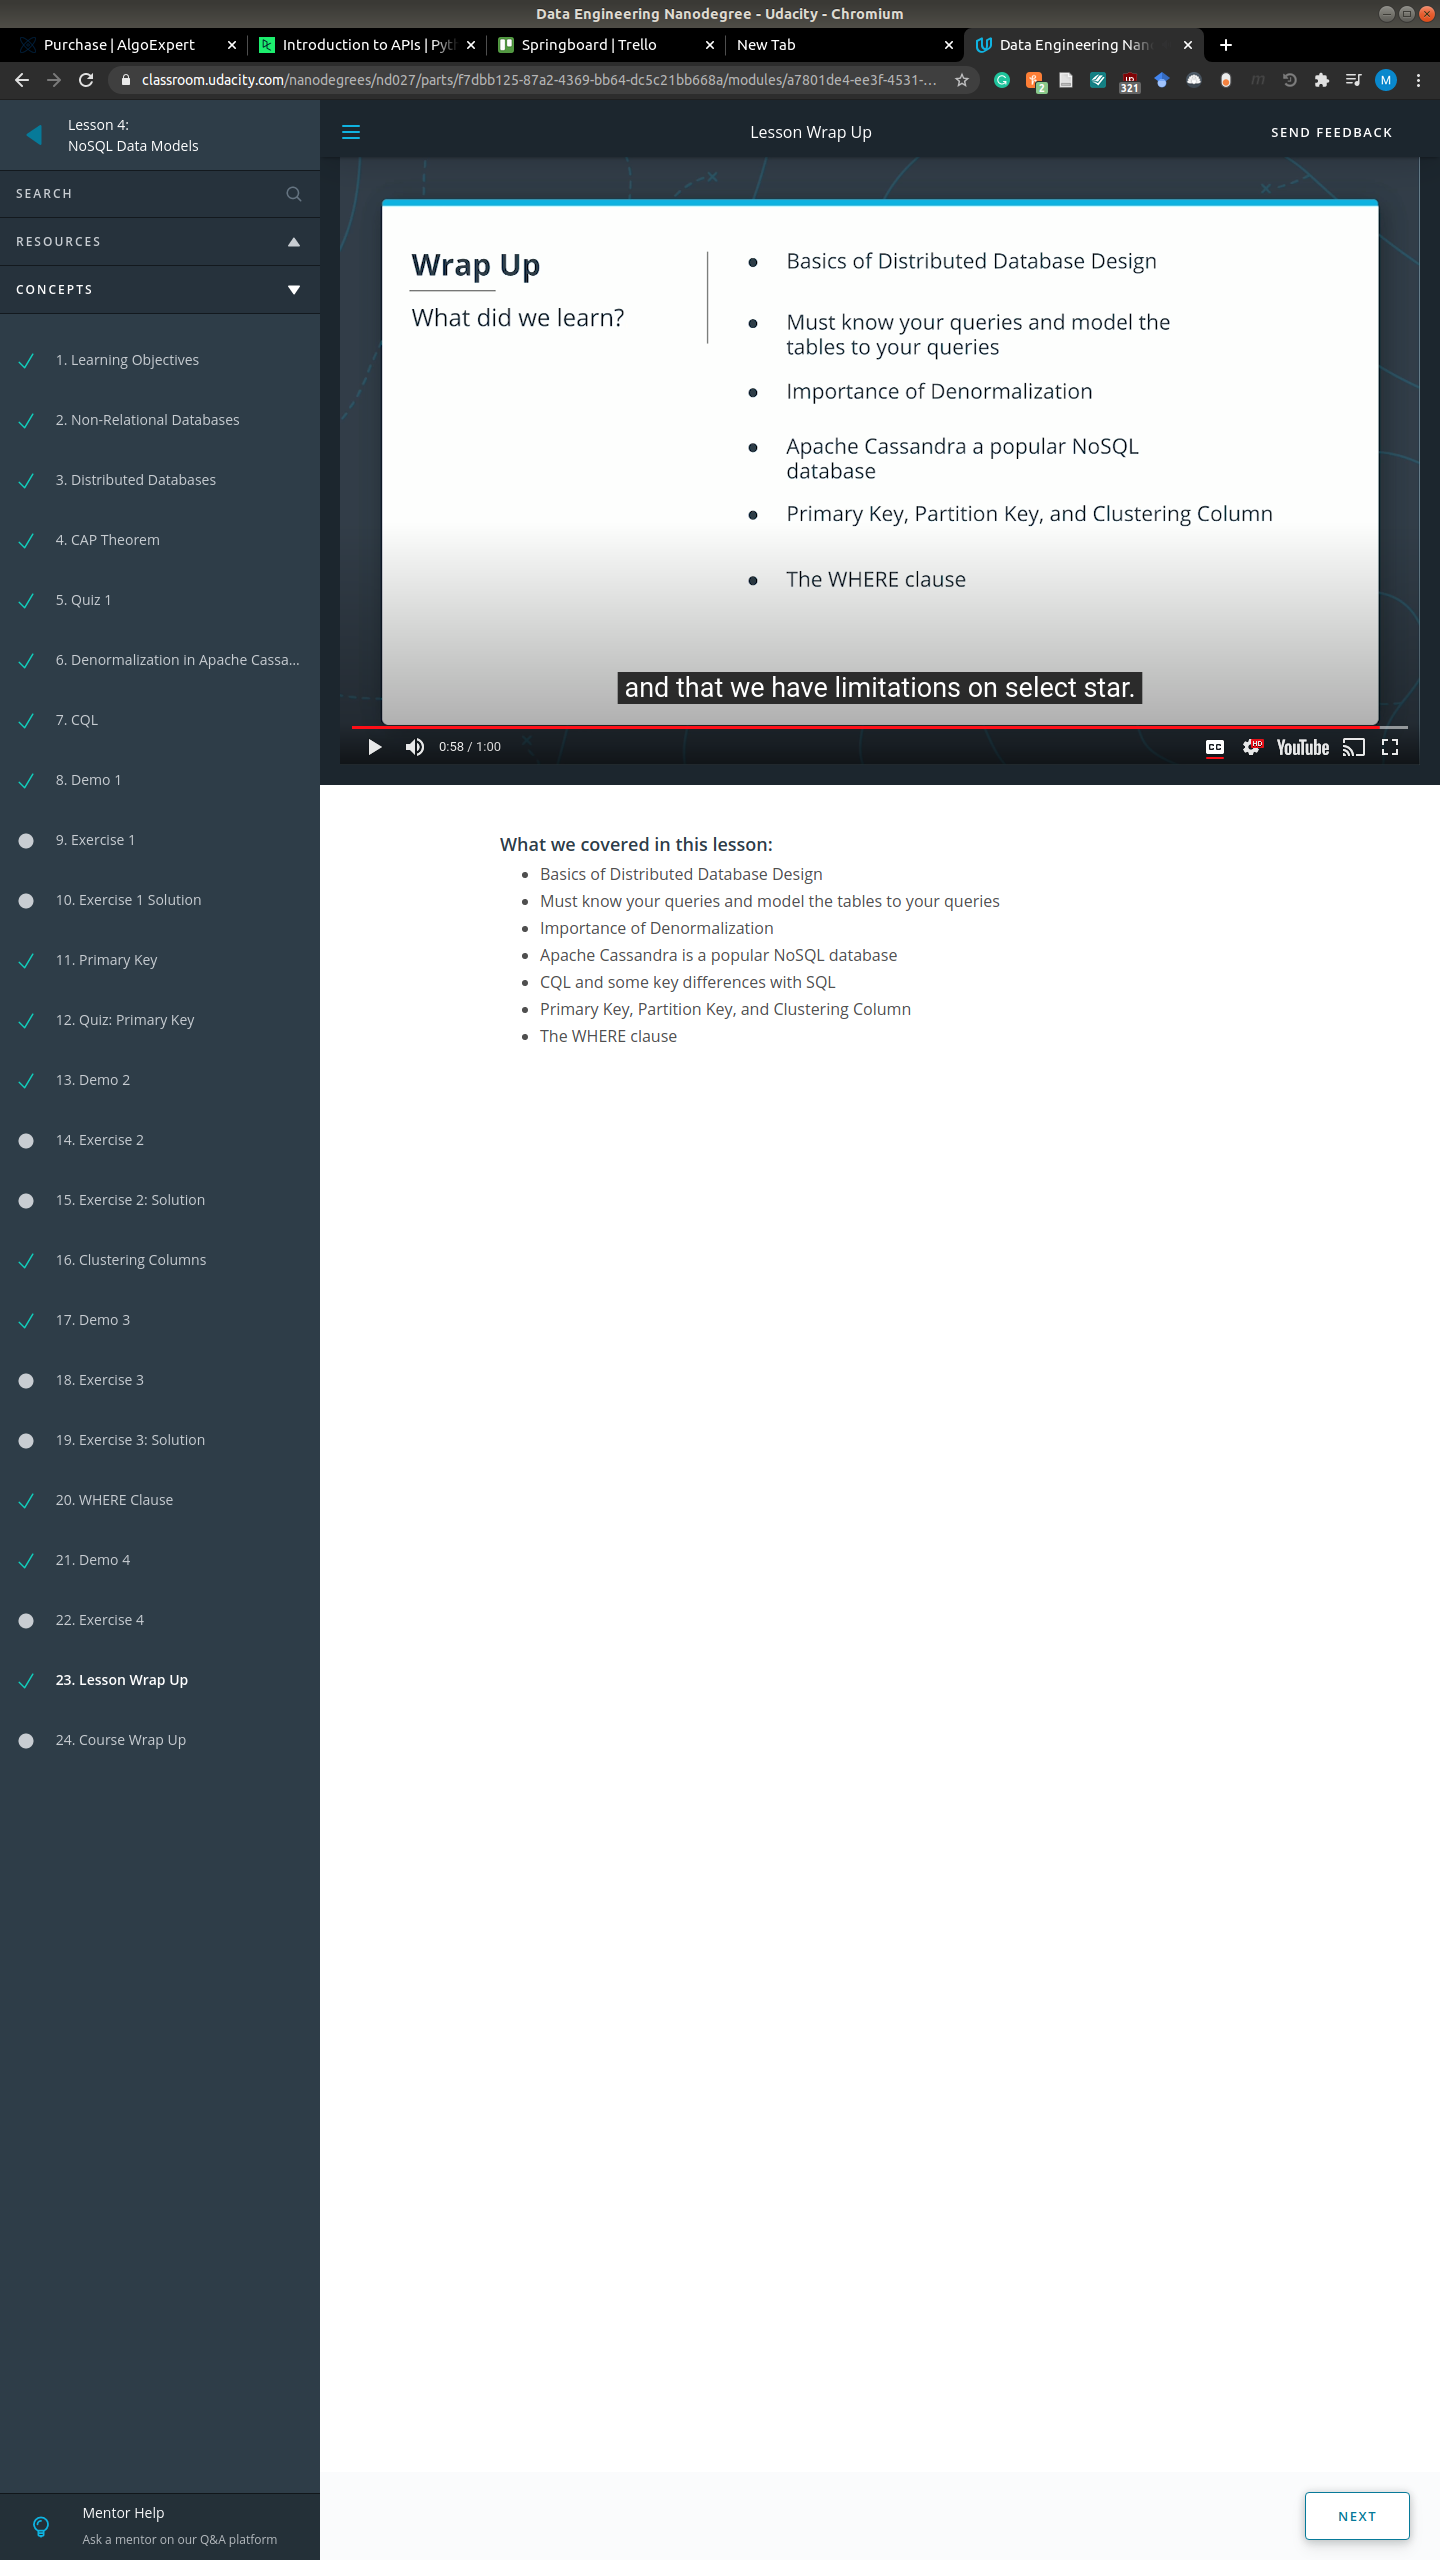 Data Engineering Nanodegree - Udacity - Chromium
Purchase | AlgoExpert
Introduction to APIs | Pyth
Springboard | Trello
New Tab
Data Engineering Nan
classroom.udacity.com/nanodegrees/nd027/parts/f7dbb125-87a2-4369-bb64-dc5c21bb668a/modules/a7801de4-ee3f-4531-...
2
321
M
Lesson 4:
NoSQL Data Models
SEARCH
RESOURCES
CONCEPTS
1. Learning Objectives
2. Non-Relational Databases
3. Distributed Databases
4. CAP Theorem
5. Quiz 1
6. Denormalization in Apache Cassa...
7. CQL
8. Demo 1
9. Exercise 1
10. Exercise 1 Solution
11. Primary Key
12. Quiz: Primary Key
13. Demo 2
14. Exercise 2
15. Exercise 2: Solution
16. Clustering Columns
17. Demo 3
18. Exercise 3
19. Exercise 3: Solution
20. WHERE Clause
21. Demo 4
22. Exercise 4
23. Lesson Wrap Up
24. Course Wrap Up
Mentor Help
Ask a mentor on our Q&A platform
Lesson Wrap Up
SEND FEEDBACK
Wrap Up
What did we learn?
Basics of Distributed Database Design
Must know your queries and model the
tables to your queries
Importance of Denormalization
Apache Cassandra a popular NoSQL
database
Primary Key, Partition Key, and Clustering Column
The WHERE clause
and that we have limitations on select star.
0:58 / 1:00
CC
HD
YouTube
What we covered in this lesson:
Basics of Distributed Database Design
Must know your queries and model the tables to your queries
Importance of Denormalization
Apache Cassandra is a popular NoSQL database
CQL and some key differences with SQL
Primary Key, Partition Key, and Clustering Column
The WHERE clause
NEXT